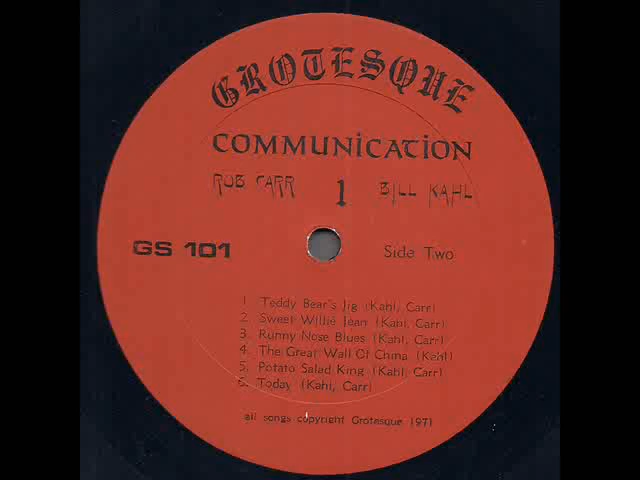 GROTESQUE
COMMUNiCATiON
ROB CARR 1 BILL KAHL
GS 101 Side Two
1 Teddy Bear's Jig (Kahl, Carr)
2. Sweet Willie Jean (Kahl, Carr)
3. Runny Nose Blues (Kahl, Carr)
4. The Great Wall Of China (Kahl)
5. Potato Salad King (Kahl, Carr)
6. Today (Kahl, Carr)
all songs copyright Grotesque 1971